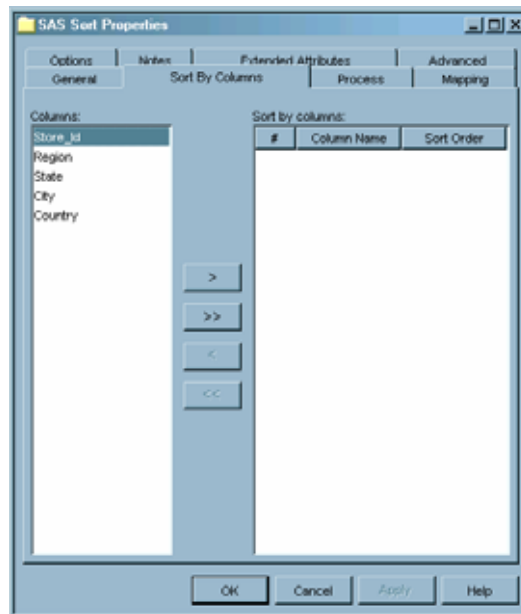 SAS Sort Properties
Options Notes Extended Attributes Advanced
General Sort By Columns Process Mapping
Columns:
Store_Id
Region
State
City
Country
Sort by columns:
# Column Name Sort Order
>
>>
<
<<
OK Cancel Apply Help